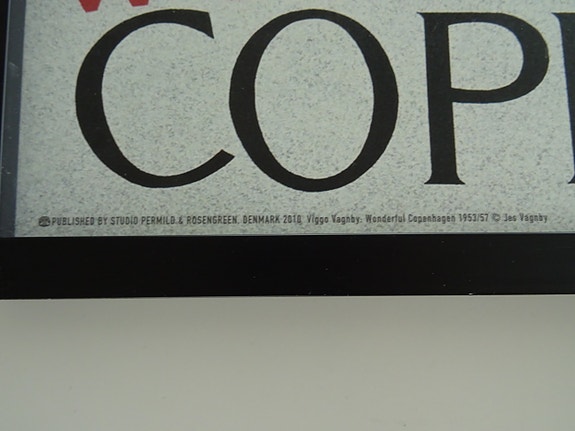 COP
PUBLISHED BY STUDIO PERMILD & ROSENGREEN. DENMARK 2010 Viggo Vagnby: Wonderful Copenhagen 1953/57 © Jes Vagnby